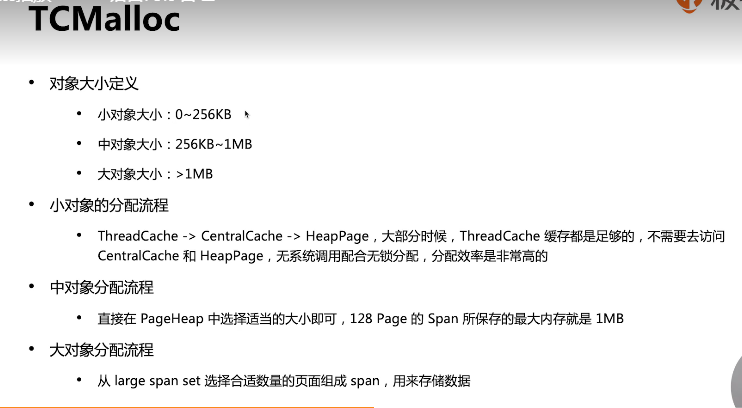 TCMalloc
• 对象大小定义
• 小对象大小：0~256KB
• 中对象大小：256KB~1MB
• 大对象大小：>1MB
• 小对象的分配流程
• ThreadCache -> CentralCache -> HeapPage，大部分时候，ThreadCache 缓存都是足够的，不需要去访问
CentralCache 和 HeapPage，无系统调用配合无锁分配，分配效率是非常高的
• 中对象分配流程
• 直接在 PageHeap 中选择适当的大小即可，128 Page 的 Span 所保存的最大内存就是 1MB
• 大对象分配流程
• 从 large span set 选择合适数量的页面组成 span，用来存储数据